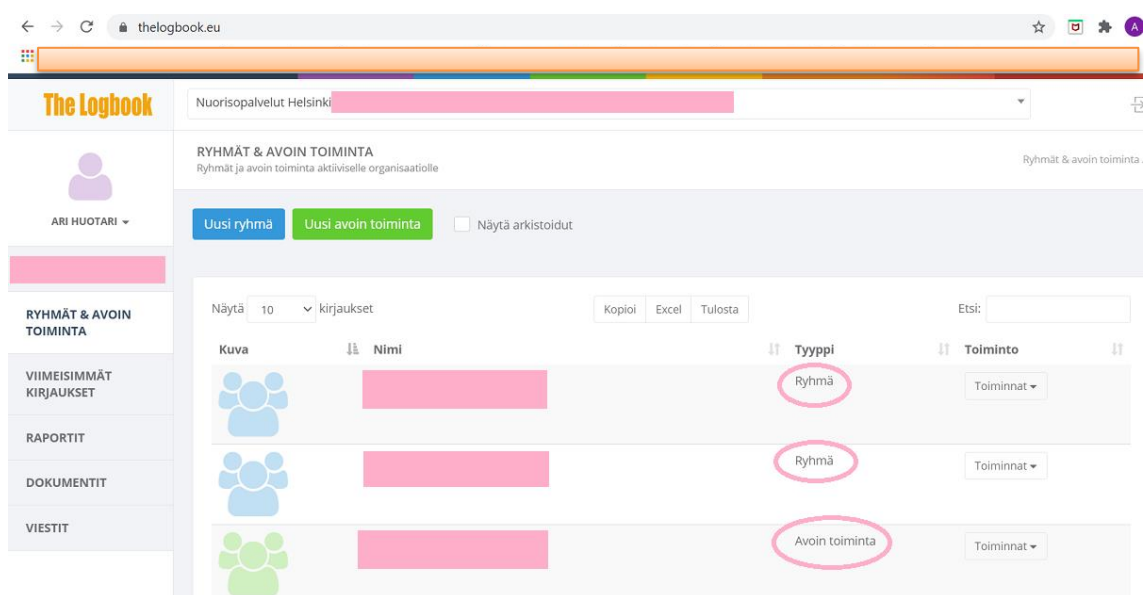 thelogbook.eu
A
The Logbook
Nuorisopalvelut Helsinki
RYHMÄT & AVOIN TOIMINTA
Ryhmät ja avoin toiminta aktiiviselle organisaatiolle
Ryhmät & avoin toiminta
ARI HUOTARI
Uusi ryhmä Uusi avoin toiminta Näytä arkistoidut
RYHMÄT & AVOIN
TOIMINTA
VIIMEISIMMÄT
KIRJAUKSET
RAPORTIT
DOKUMENTIT
VIESTIT
Näytä 10 kirjaukset Kopioi Excel Tulosta Etsi:
Kuva Nimi Tyyppi Toiminto
Ryhmä Toiminnat
Ryhmä Toiminnat
Avoin toiminta Toiminnat